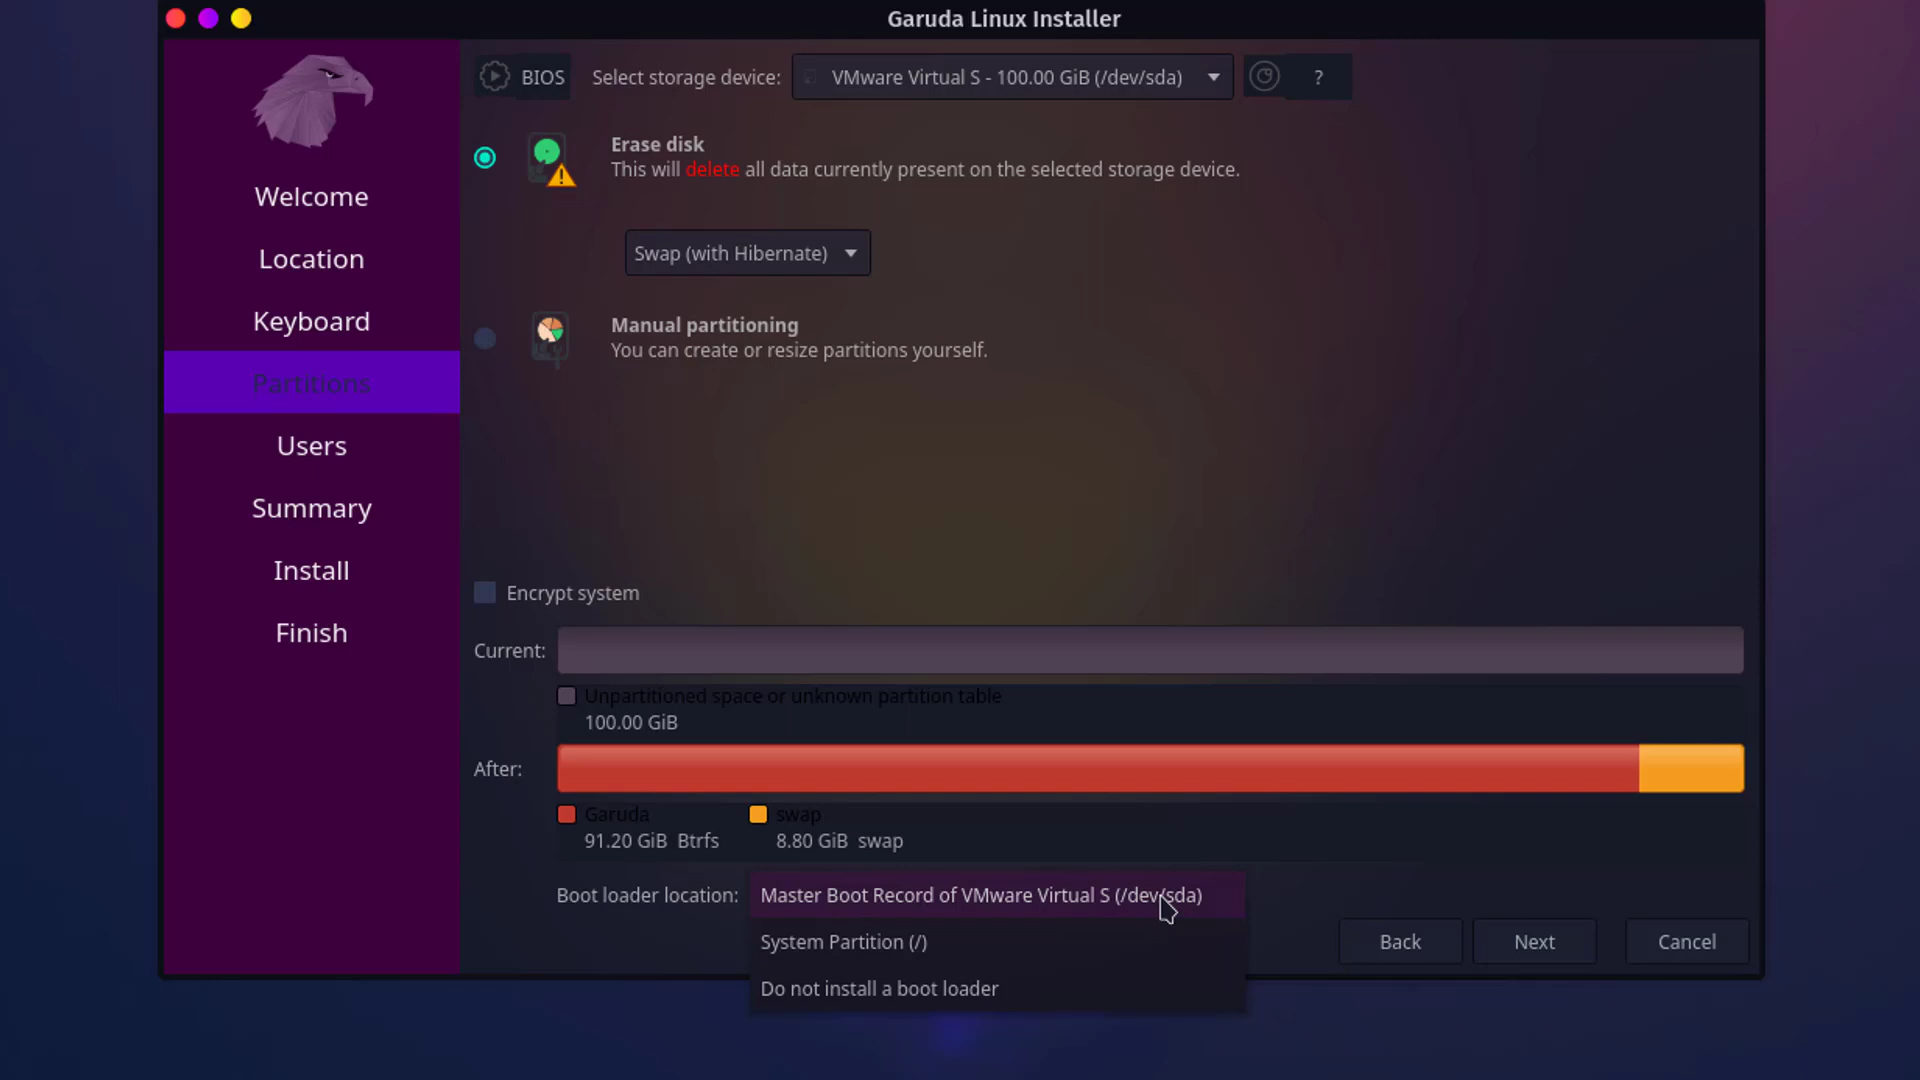 Garuda Linux Installer
BIOS Select storage device: VMware Virtual S - 100.00 GiB (/dev/sda) ?
Welcome
Location
Keyboard
Partitions
Users
Summary
Install
Finish
Erase disk
This will delete all data currently present on the selected storage device.
Swap (with Hibernate)
Manual partitioning
You can create or resize partitions yourself.
Encrypt system
Current:
Unpartitioned space or unknown partition table
100.00 GiB
After:
Garuda swap
91.20 GiB Btrfs 8.80 GiB swap
Boot loader location: Master Boot Record of VMware Virtual S (/dev/sda)
System Partition (/)
Do not install a boot loader
Back Next Cancel